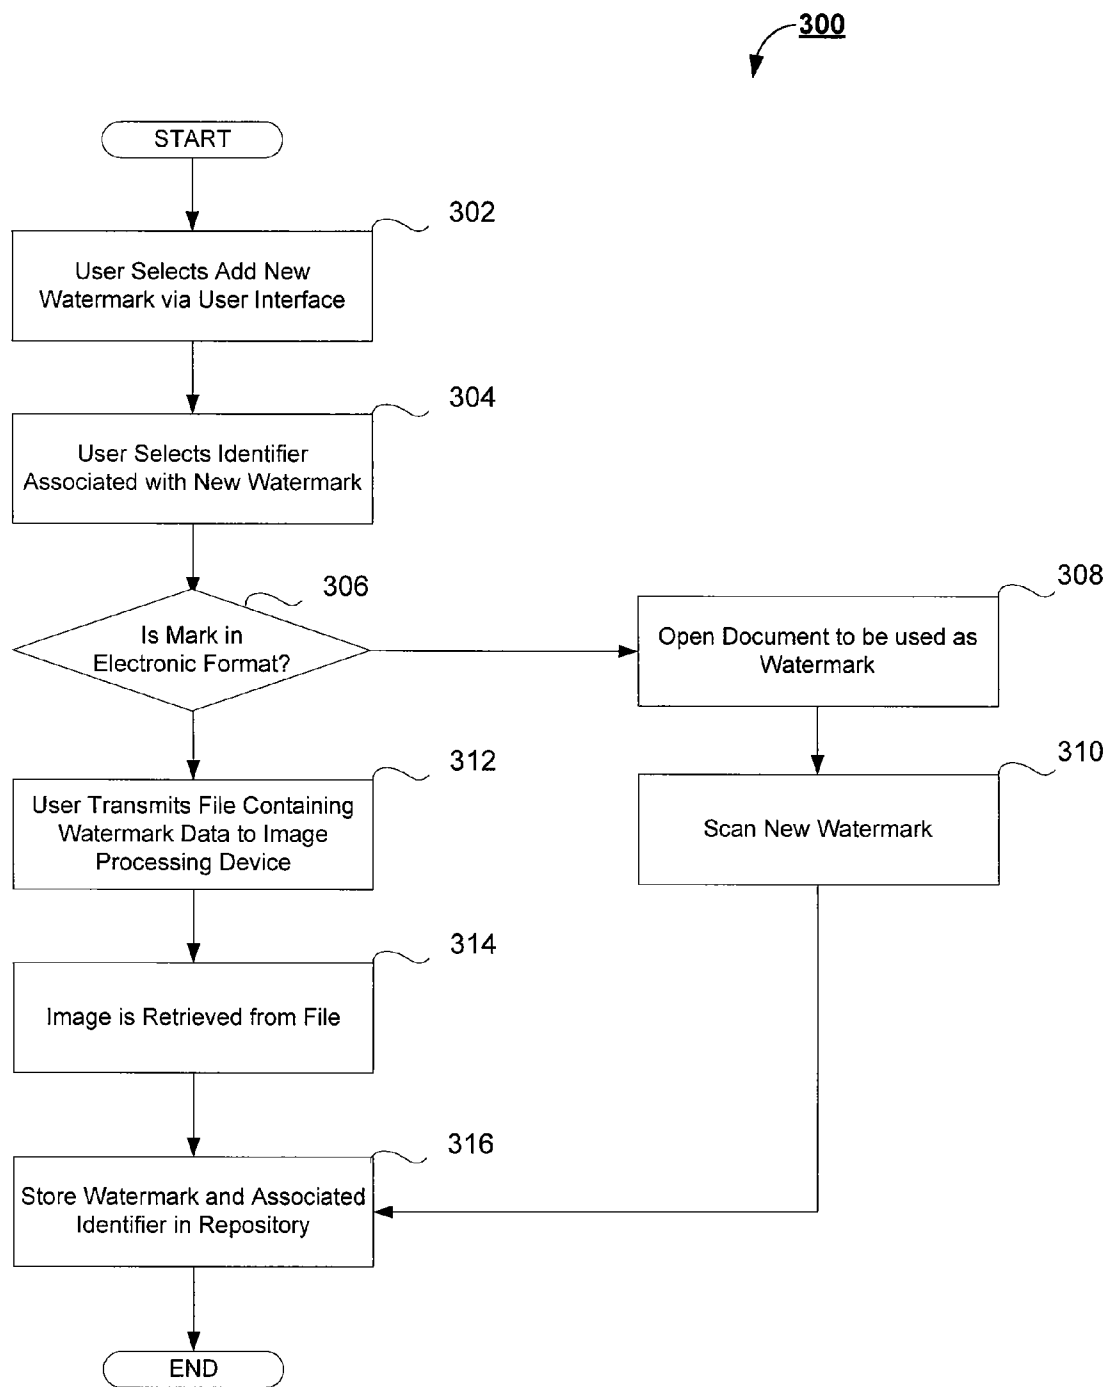 300
START
302
User Selects Add New
Watermark via User Interface
304
User Selects Identifier
Associated with New Watermark
306
Is Mark in
Electronic Format?
308
Open Document to be used as
Watermark
310
Scan New Watermark
312
User Transmits File Containing
Watermark Data to Image
Processing Device
314
Image is Retrieved from File
316
Store Watermark and Associated
Identifier in Repository
END